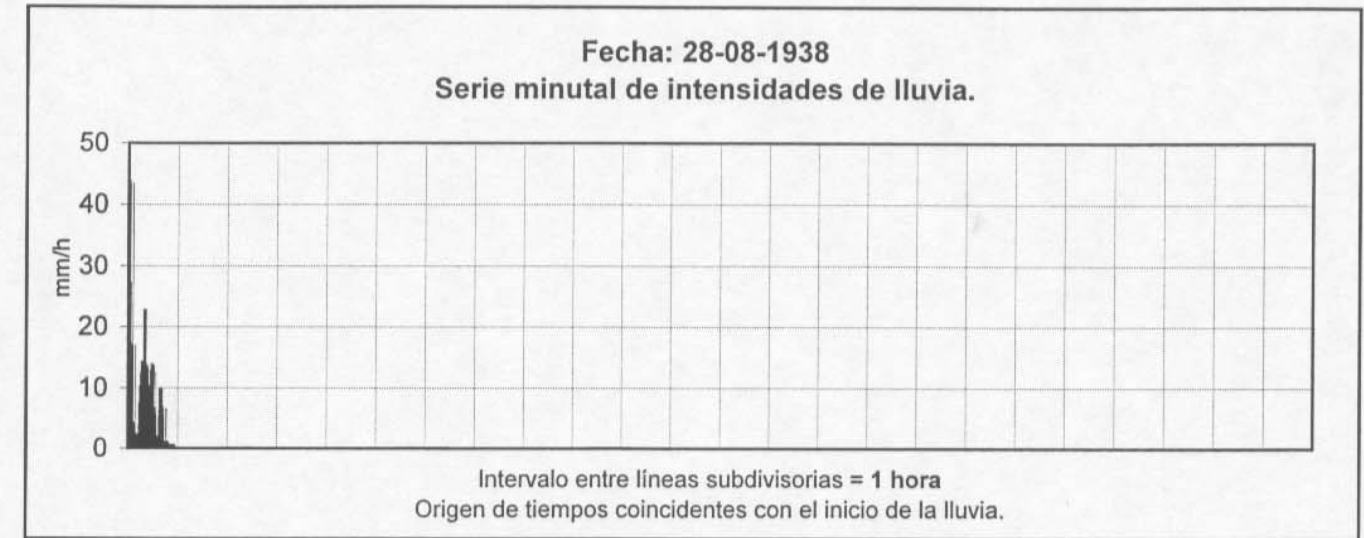 Fecha: 28-08-1938
Serie minutal de intensidades de lluvia.
50
40
30
20
10
0
mm/h
Intervalo entre líneas subdivisorias = 1 hora
Origen de tiempos coincidentes con el inicio de la lluvia.